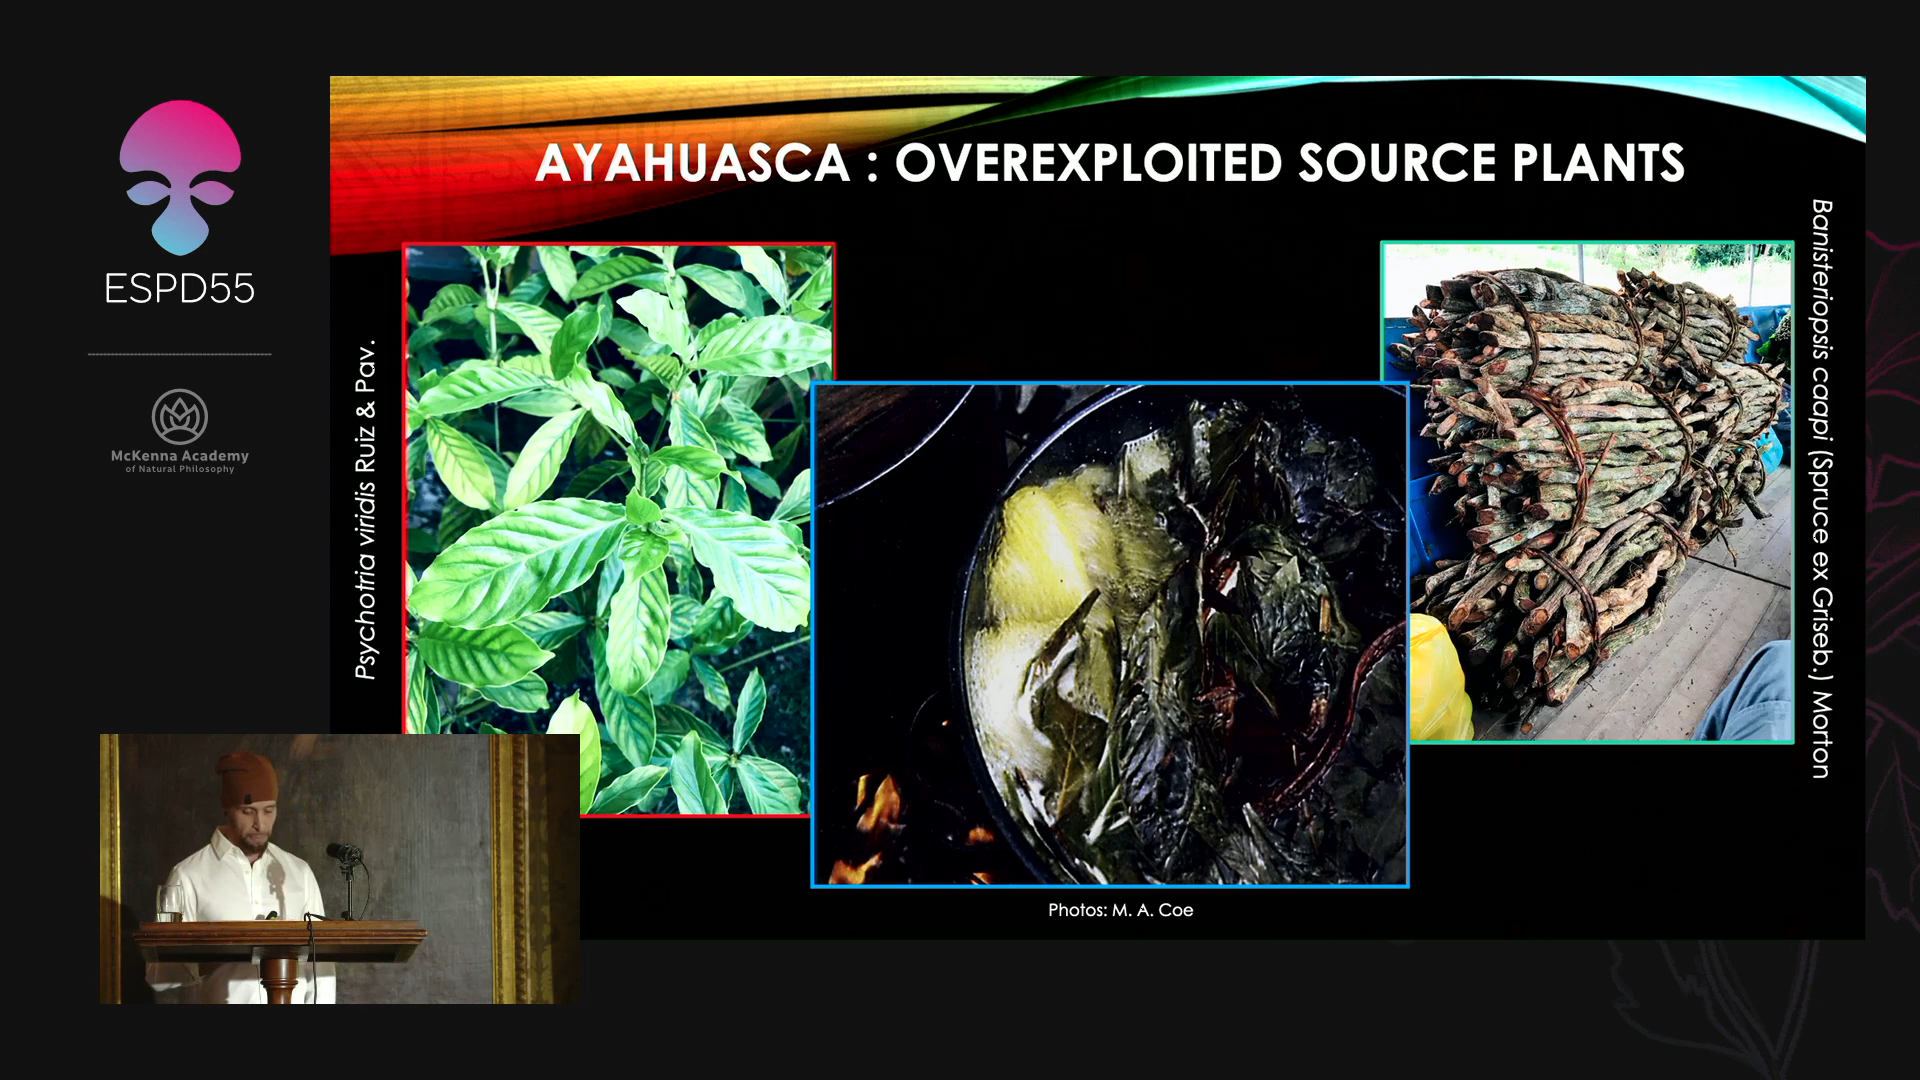 ESPD55
McKenna Academy
of Natural Philosophy
AYAHUASCA : OVEREXPLOITED SOURCE PLANTS
Psychotria viridis Ruiz & Pav.
Banisteriopsis caapi (Spruce ex Griseb.) Morton
Photos: M. A. Coe